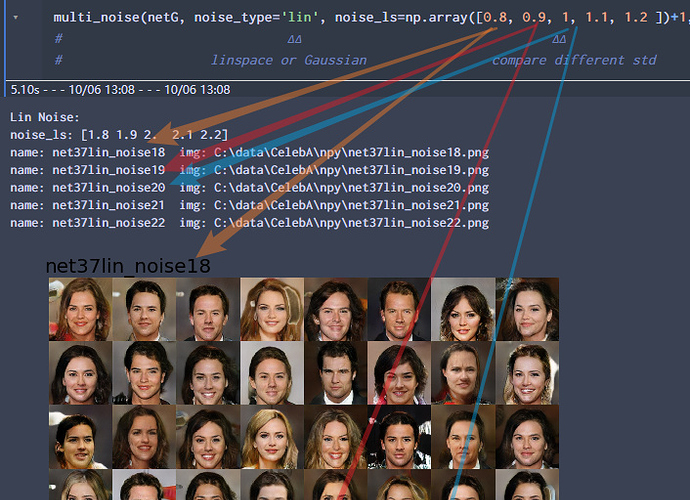 multi_noise(netG, noise_type='lin', noise_ls=np.array([0.8, 0.9, 1, 1.1, 1.2 ])+1,
# ΔΔ ΔΔ
# linspace or Gaussian compare different std
5.10s - - - 10/06 13:08 - - - 10/06 13:08
Lin Noise:
noise_ls: [1.8 1.9 2.  2.1 2.2]
name: net37lin_noise18  img: C:\data\CelebA\npy\net37lin_noise18.png
name: net37lin_noise19  img: C:\data\CelebA\npy\net37lin_noise19.png
name: net37lin_noise20  img: C:\data\CelebA\npy\net37lin_noise20.png
name: net37lin_noise21  img: C:\data\CelebA\npy\net37lin_noise21.png
name: net37lin_noise22  img: C:\data\CelebA\npy\net37lin_noise22.png
net37lin_noise18